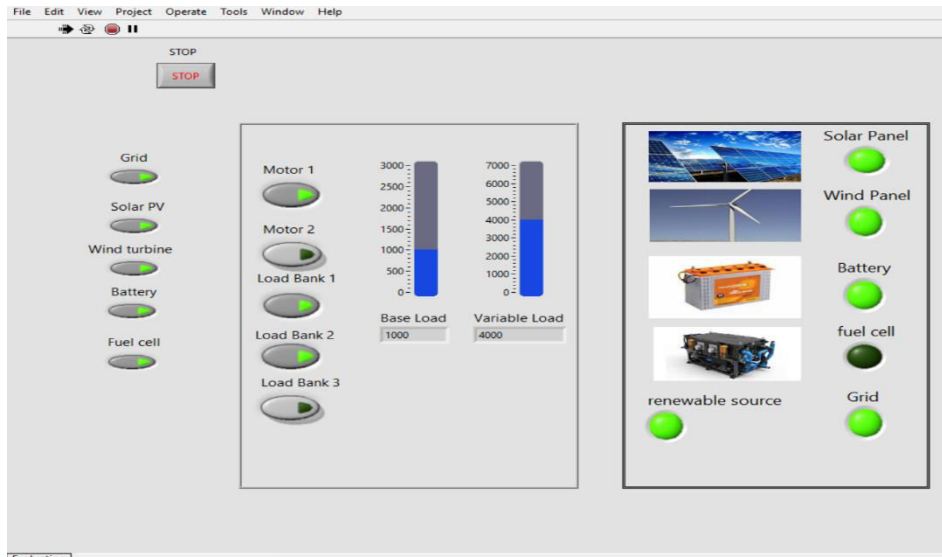 File Edit View Project Operate Tools Window Help
STOP
STOP
Grid
Solar PV
Wind turbine
Battery
Fuel cell
Motor 1
Motor 2
Load Bank 1
Load Bank 2
Load Bank 3
3000
2500
2000
1500
1000
500
0
Base Load
1000
7000
6000
5000
4000
3000
2000
1000
0
Variable Load
4000
Solar Panel
Wind Panel
Battery
fuel cell
renewable source
Grid